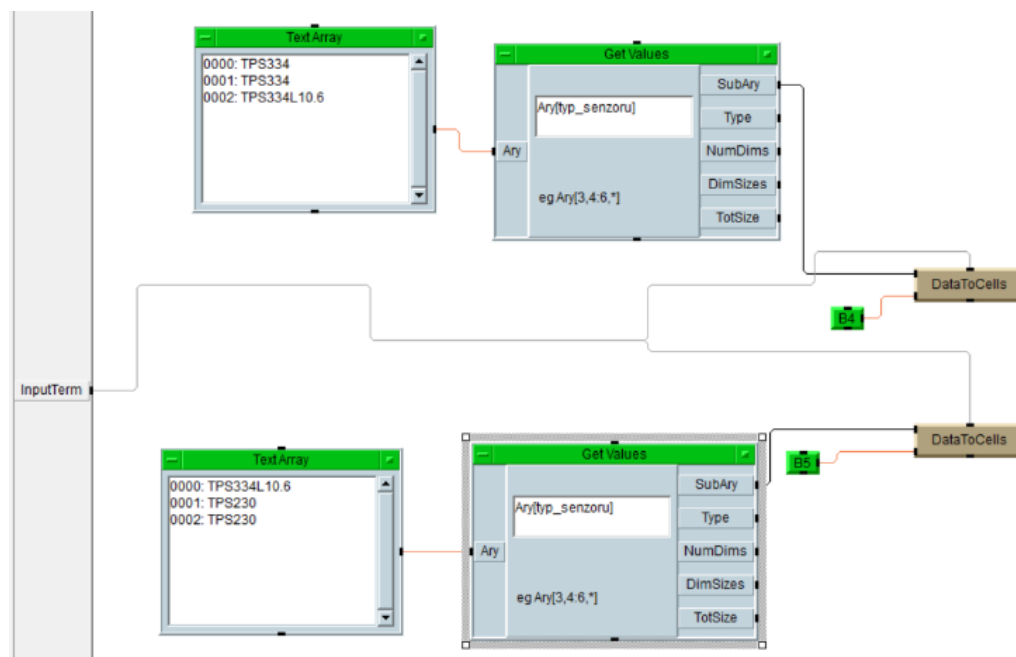 Text Array
0000: TPS334
0001: TPS334
0002: TPS334L10.6
Get Values
Ary
Ary[typ_senzoru]
eg Ary[3,4:6,*]
SubAry
Type
NumDims
DimSizes
TotSize
DataToCells
B4
InputTerm
DataToCells
B5
Text Array
0000: TPS334L10.6
0001: TPS230
0002: TPS230
Get Values
Ary
Ary[typ_senzoru]
eg Ary[3,4:6,*]
SubAry
Type
NumDims
DimSizes
TotSize